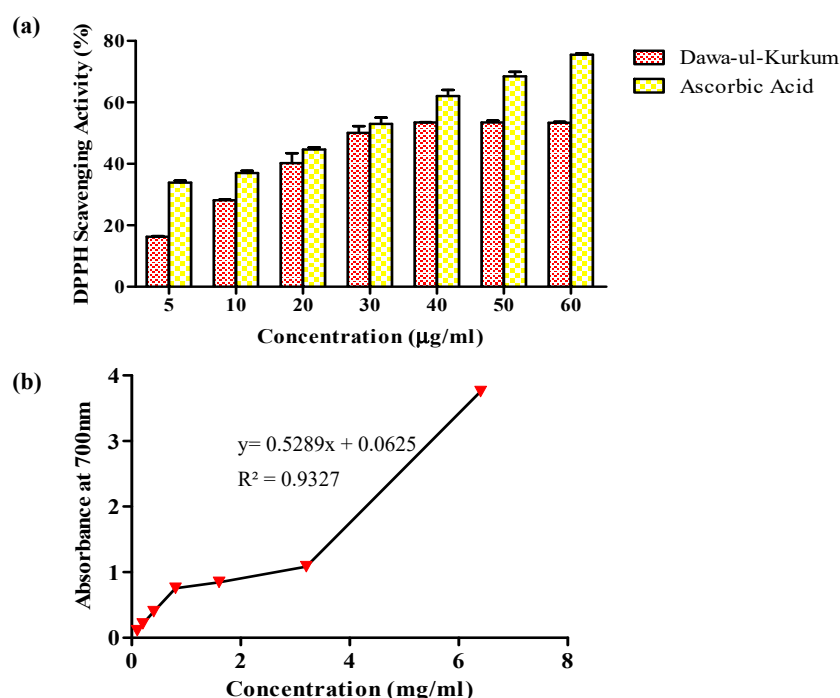 (a)
DPPH Scavenging Activity (%)
80
60
40
20
0
5 10 20 30 40 50 60
Concentration (μg/ml)
Dawa-ul-Kurkum
Ascorbic Acid
(b)
Absorbance at 700nm
4
3
2
1
0
y= 0.5289x + 0.0625
R² = 0.9327
0 2 4 6 8
Concentration (mg/ml)